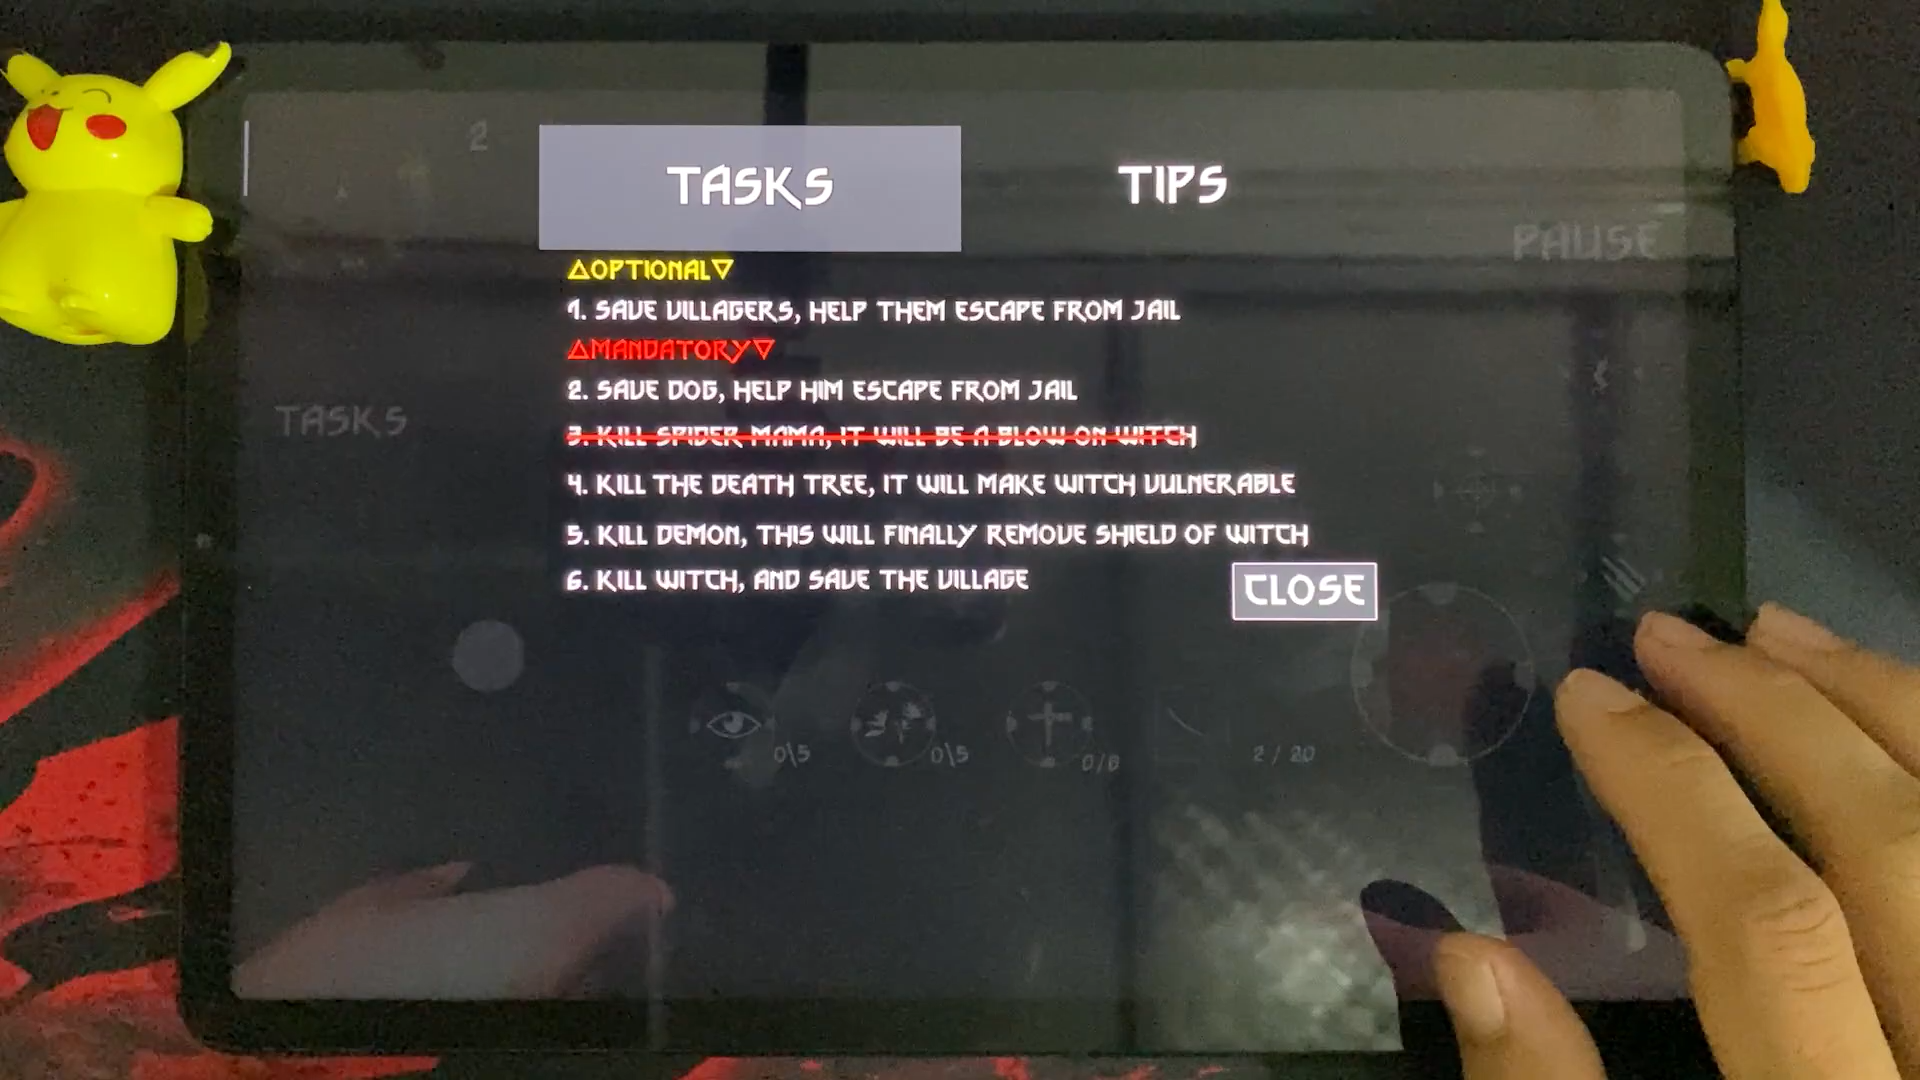 2
TASKS
TIPS
PAUSE
△OPTIONAL▽
1. SAVE VILLAGERS, HELP THEM ESCAPE FROM JAIL
△MANDATORY▽
2. SAVE DOG, HELP HIM ESCAPE FROM JAIL
TASKS
3. KILL SPIDER MAMA, IT WILL BE A BLOW ON WITCH
4. KILL THE DEATH TREE, IT WILL MAKE WITCH VULNERABLE
5. KILL DEMON, THIS WILL FINALLY REMOVE SHIELD OF WITCH
6. KILL WITCH, AND SAVE THE VILLAGE
CLOSE
0\5
0\5
0/6
2 / 20